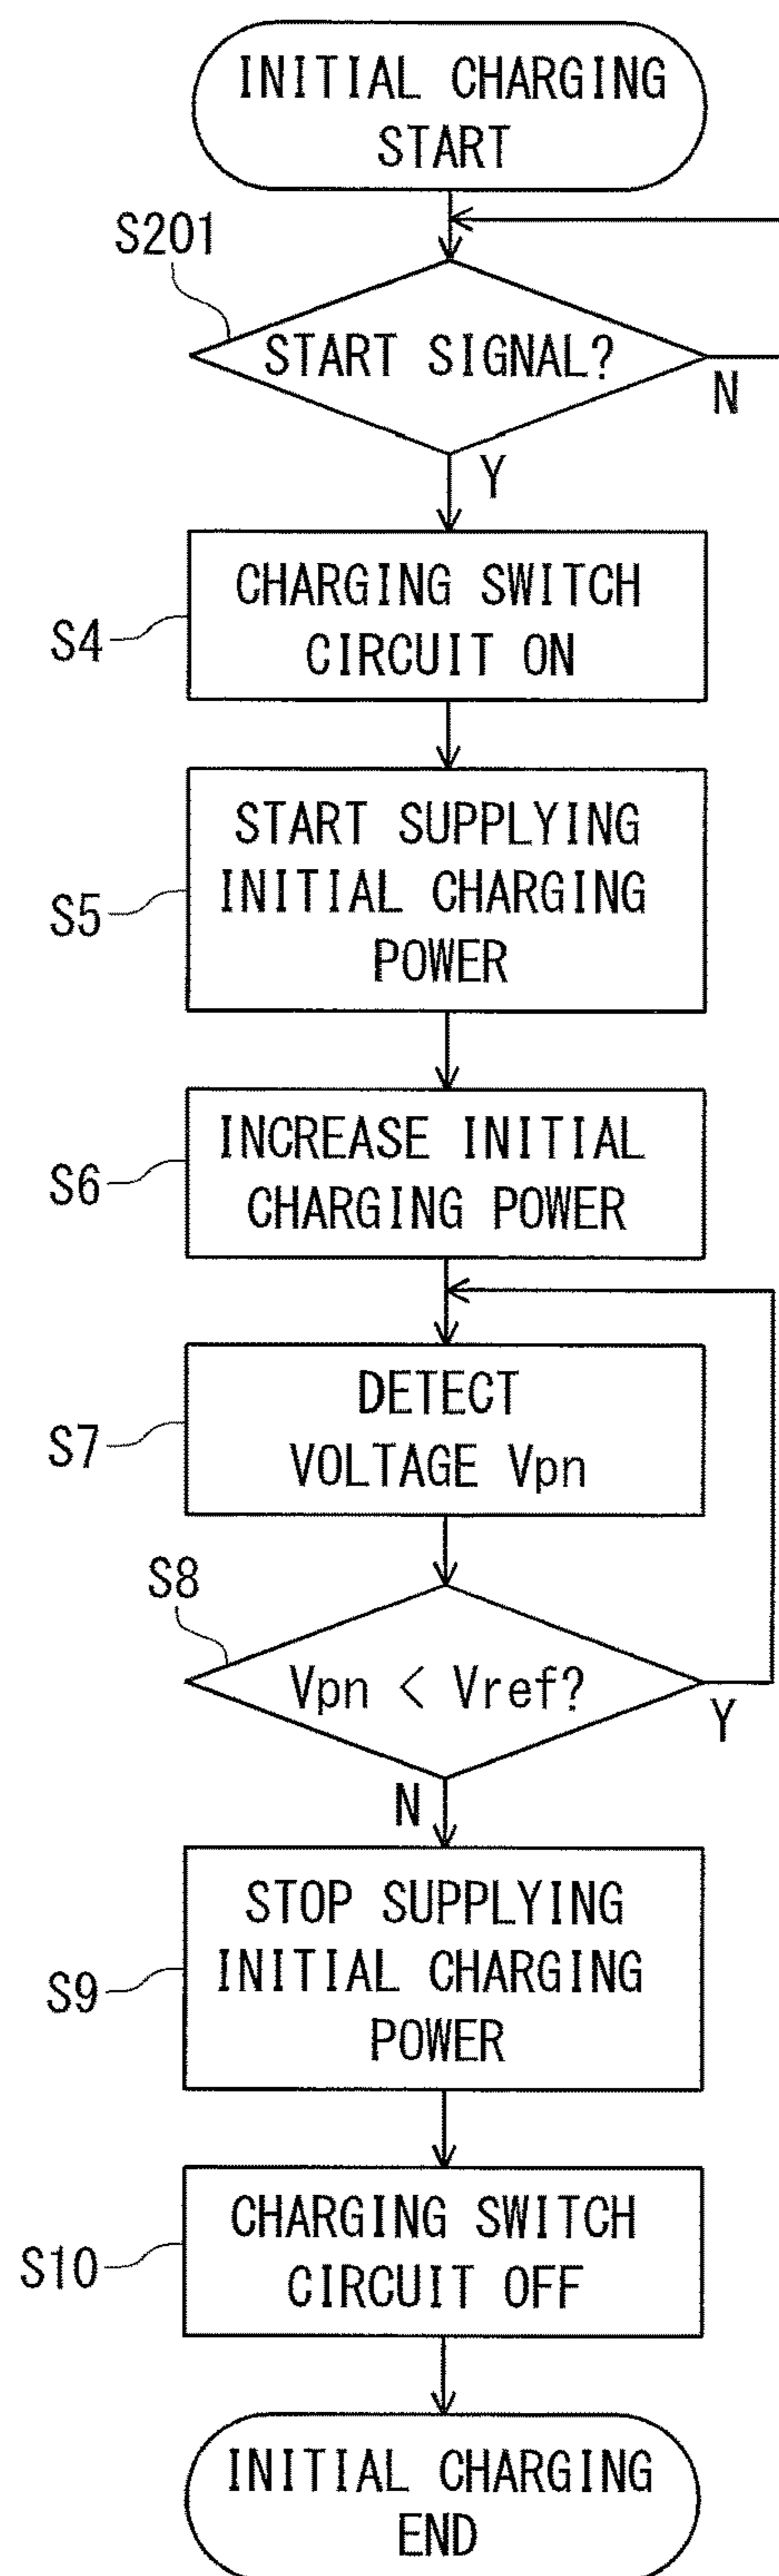 INITIAL CHARGING
START
S201
START SIGNAL?
N
Y
S4
CHARGING SWITCH
CIRCUIT ON
S5
START SUPPLYING
INITIAL CHARGING
POWER
S6
INCREASE INITIAL
CHARGING POWER
S7
DETECT
VOLTAGE Vpn
S8
Vpn < Vref?
Y
N
S9
STOP SUPPLYING
INITIAL CHARGING
POWER
S10
CHARGING SWITCH
CIRCUIT OFF
INITIAL CHARGING
END